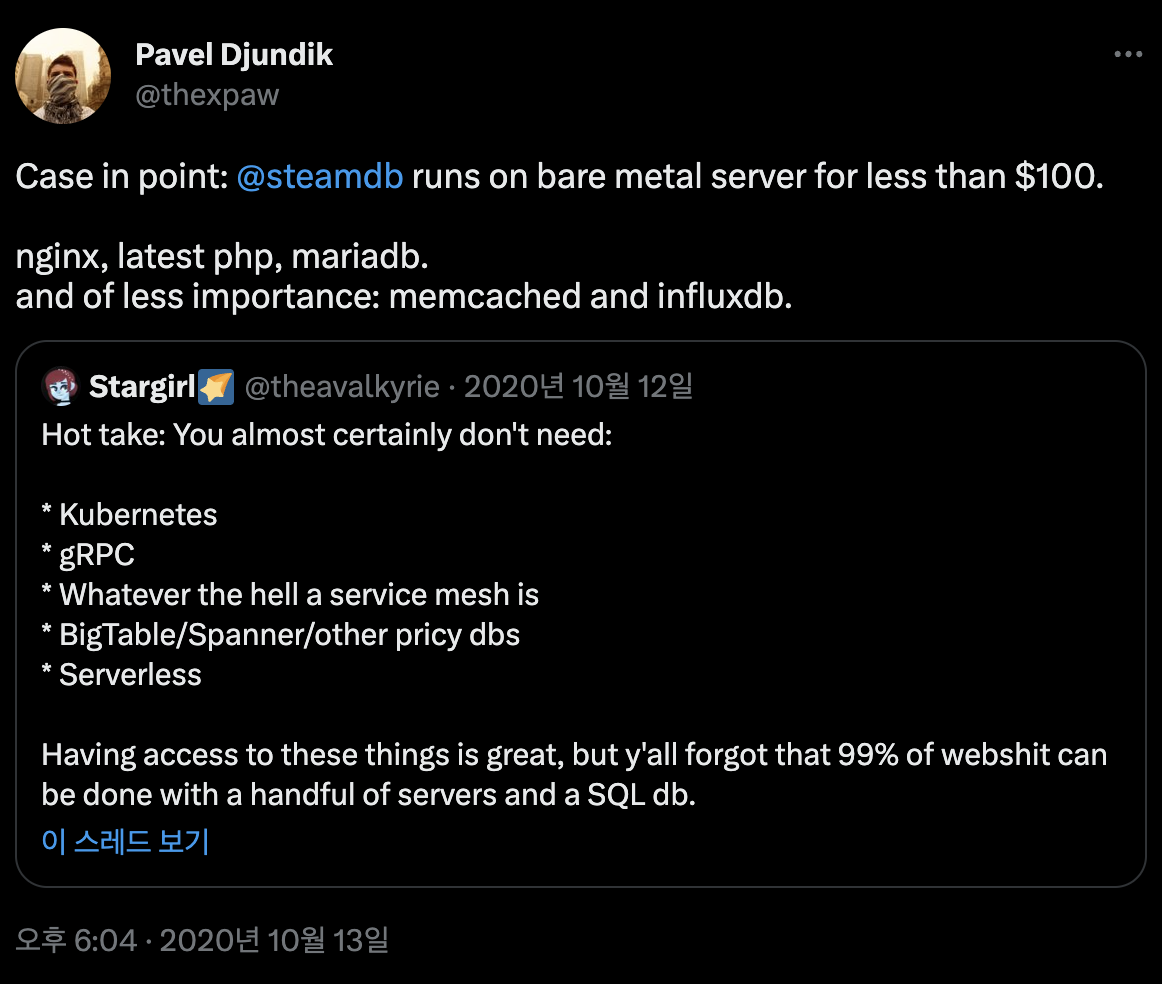 Pavel Djundik
@thexpaw
Case in point: @steamdb runs on bare metal server for less than $100.
nginx, latest php, mariadb.
and of less importance: memcached and influxdb.
Stargirl @theavalkyrie · 2020년 10월 12일
Hot take: You almost certainly don't need:
* Kubernetes
* gRPC
* Whatever the hell a service mesh is
* BigTable/Spanner/other pricy dbs
* Serverless
Having access to these things is great, but y'all forgot that 99% of webshit can
be done with a handful of servers and a SQL db.
이 스레드 보기
오후 6:04 · 2020년 10월 13일